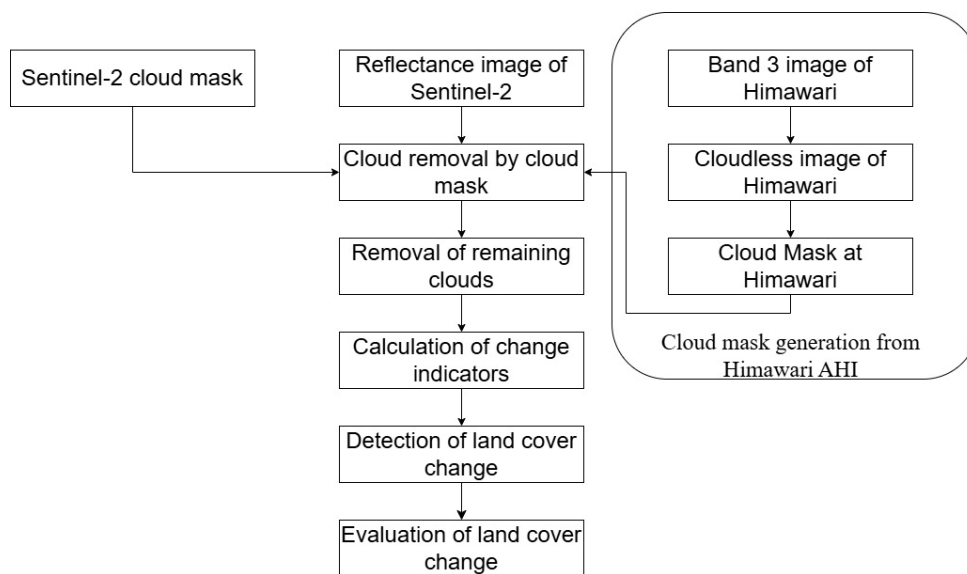 Sentinel-2 cloud mask
Reflectance image of
Sentinel-2
Band 3 image of
Himawari
Cloud removal by cloud
mask
Cloudless image of
Himawari
Removal of remaining
clouds
Cloud Mask at
Himawari
Cloud mask generation from
Himawari AHI
Calculation of change
indicators
Detection of land cover
change
Evaluation of land cover
change